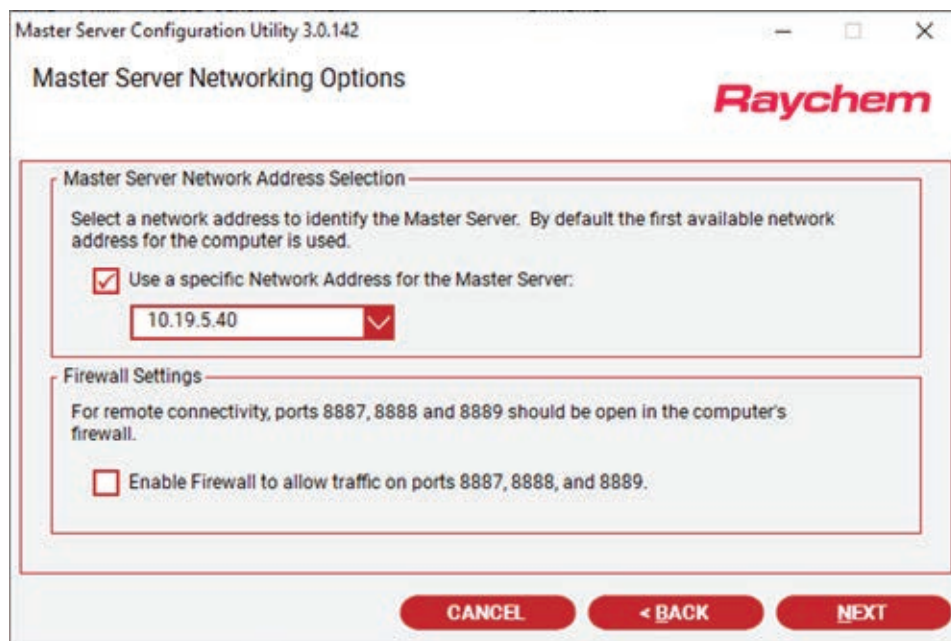 Master Server Configuration Utility 3.0.142
Master Server Networking Options
Raychem
Master Server Network Address Selection
Select a network address to identify the Master Server. By default the first available network
address for the computer is used.
Use a specific Network Address for the Master Server:
10.19.5.40
Firewall Settings
For remote connectivity, ports 8887, 8888 and 8889 should be open in the computer's
firewall.
Enable Firewall to allow traffic on ports 8887, 8888, and 8889.
CANCEL
< BACK
NEXT